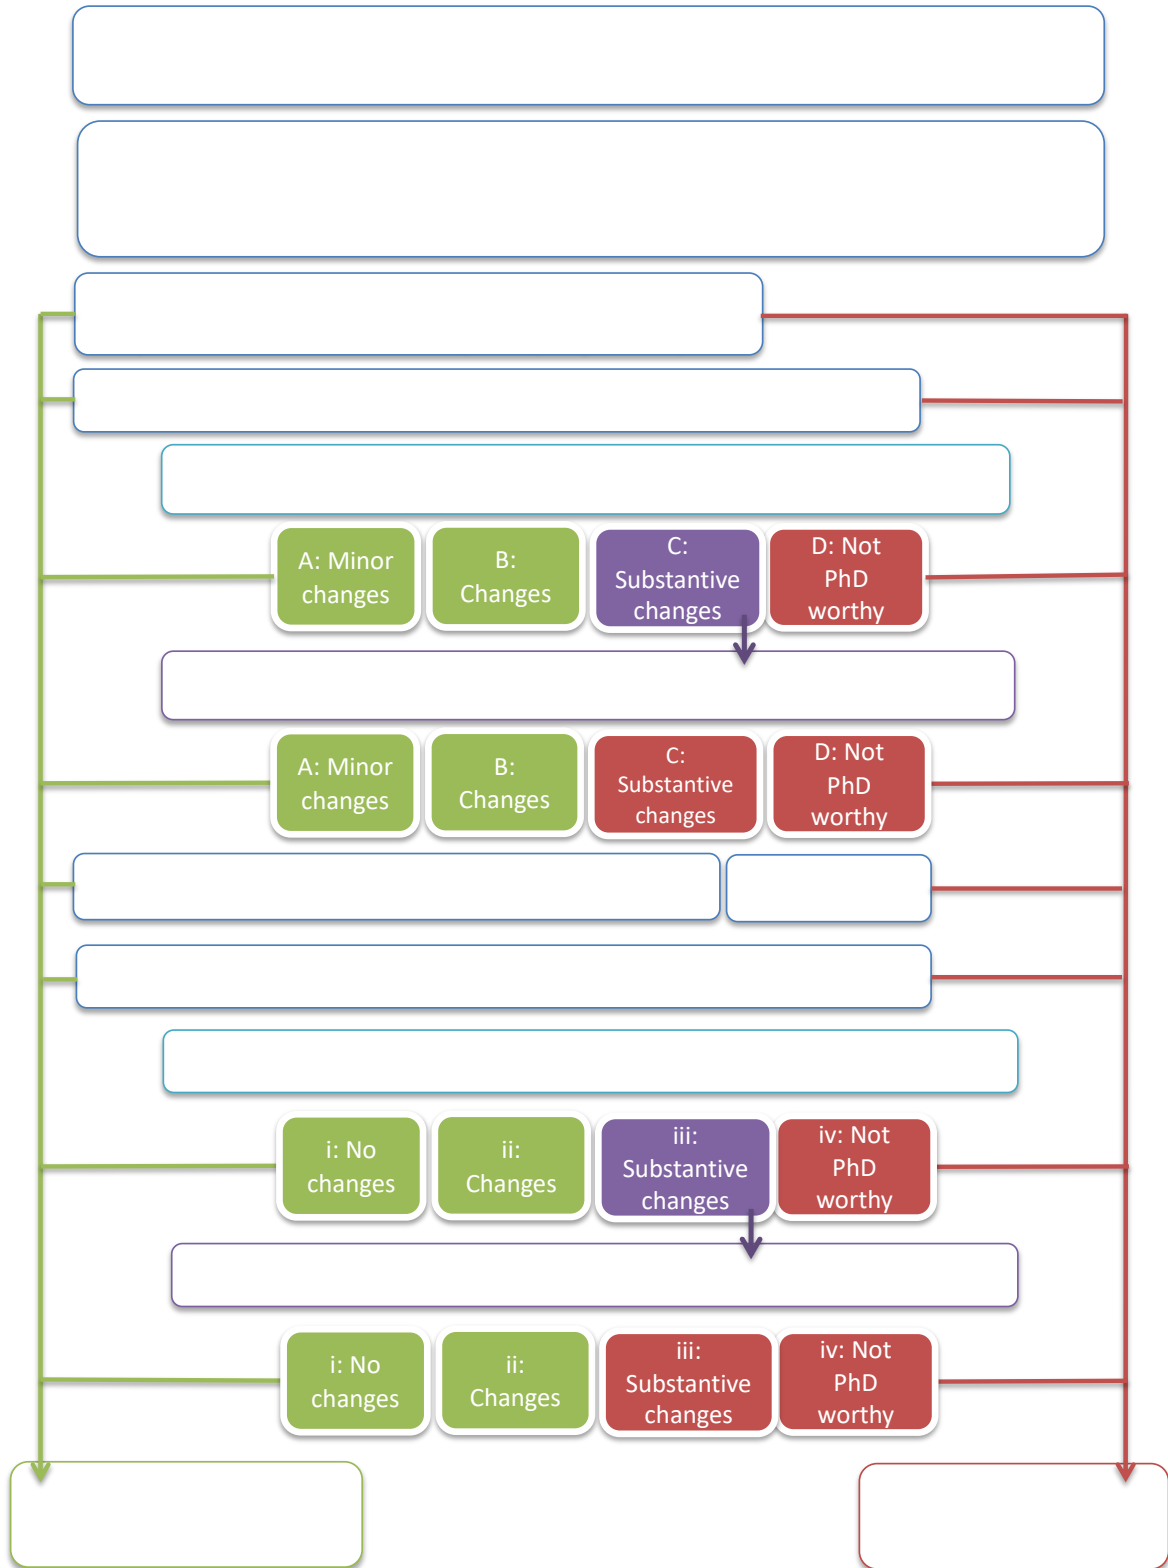 A: Minor
changes
B:
Changes
C:
Substantive
changes
D: Not
PhD
worthy
A: Minor
changes
B:
Changes
C:
Substantive
changes
D: Not
PhD
worthy
i: No
changes
ii:
Changes
iii:
Substantive
changes
iv: Not
PhD
worthy
i: No
changes
ii:
Changes
iii:
Substantive
changes
iv: Not
PhD
worthy